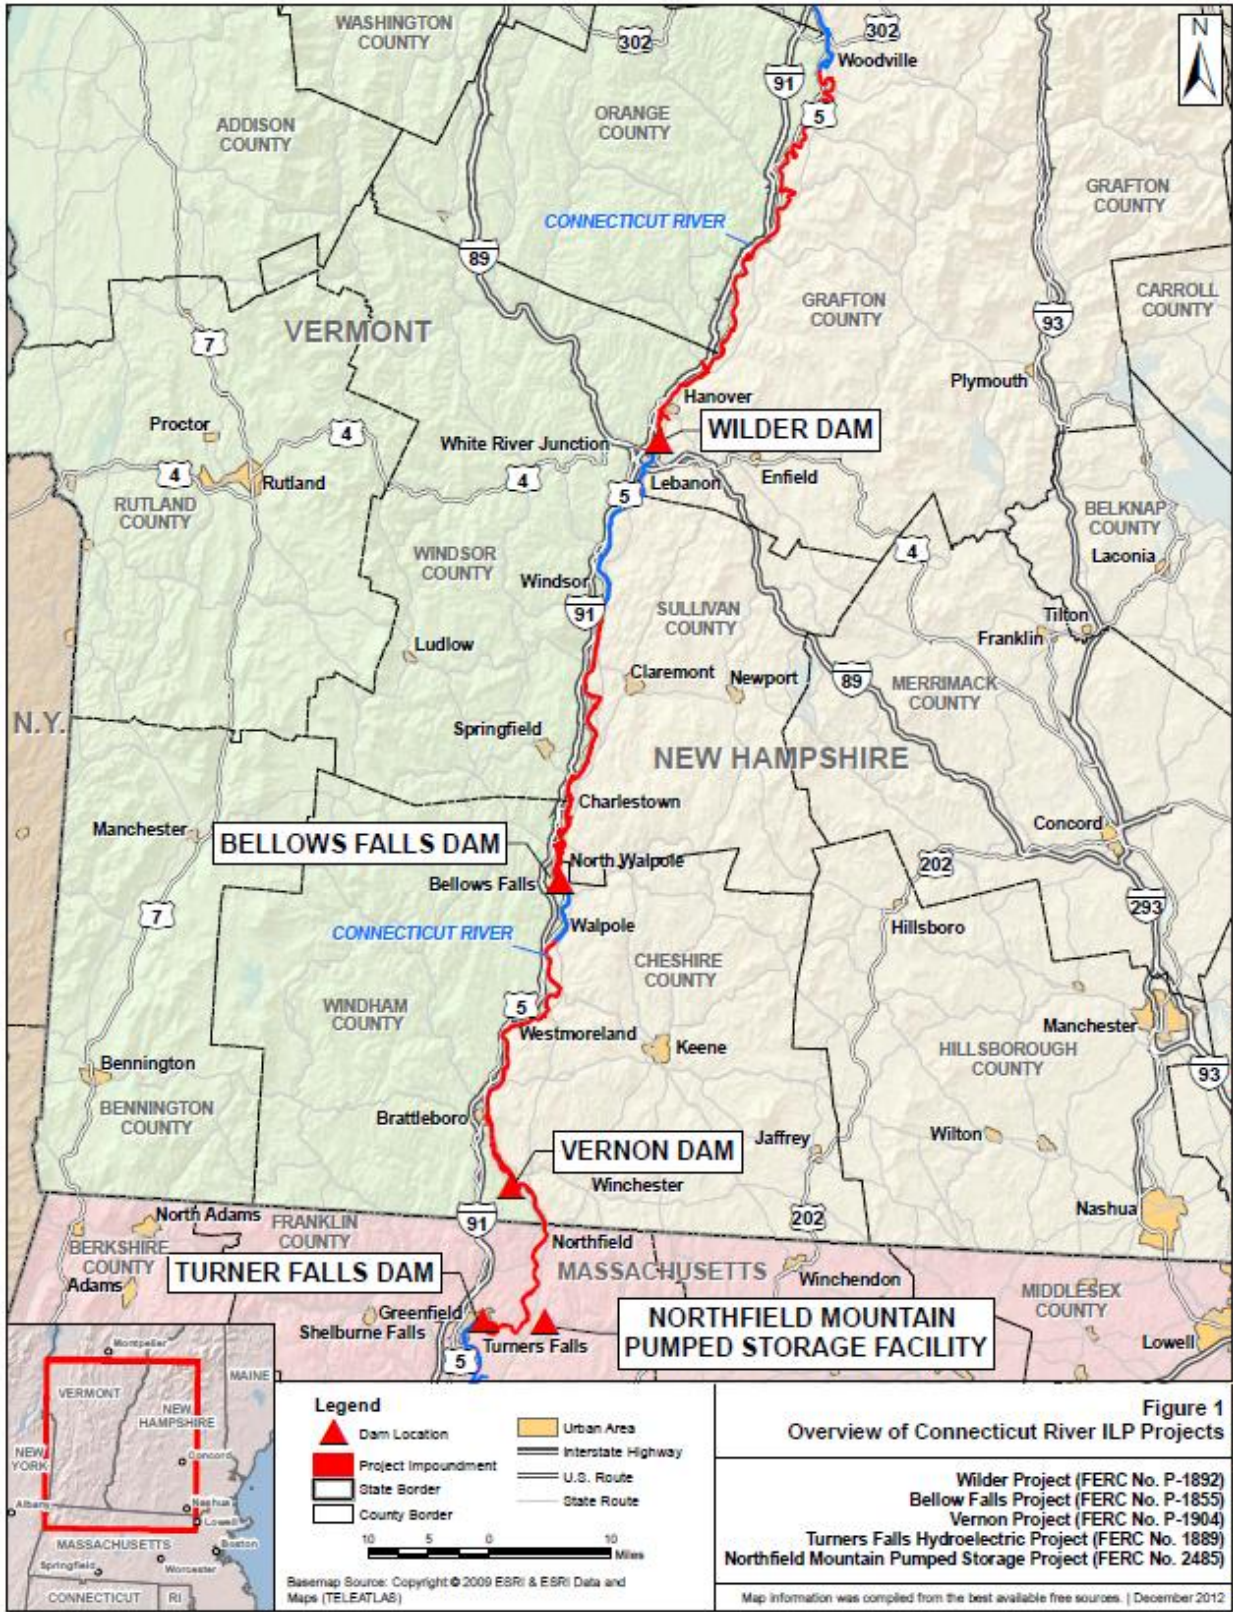 WASHINGTON
COUNTY
302
302
Woodville
N
91
ADDISON
COUNTY
ORANGE
COUNTY
5
GRAFTON
COUNTY
CONNECTICUT RIVER
89
GRAFTON
COUNTY
CARROLL
COUNTY
VERMONT
7
93
Plymouth
Hanover
Proctor
4
White River Junction
WILDER DAM
4
Rutland
4
Lebanon
Enfield
5
RUTLAND
COUNTY
BELKNAP
COUNTY
WINDSOR
COUNTY
4
Laconia
Windsor
91
SULLIVAN
COUNTY
Tilton
Franklin
Ludlow
Claremont
Newport
89
MERRIMACK
COUNTY
N.Y.
Springfield
NEW HAMPSHIRE
Charlestown
Manchester
Concord
BELLOWS FALLS DAM
North Walpole
202
Bellows Falls
293
7
Walpole
Hillsboro
CONNECTICUT RIVER
CHESHIRE
COUNTY
WINDHAM
COUNTY
5
Westmoreland
Manchester
Keene
HILLSBOROUGH
COUNTY
Bennington
93
BENNINGTON
COUNTY
Brattleboro
Jaffrey
Wilton
VERNON DAM
Winchester
Nashua
North Adams
FRANKLIN
COUNTY
91
202
BERKSHIRE
COUNTY
Northfield
Adams
TURNER FALLS DAM
MASSACHUSETTS
Winchendon
MIDDLESEX
COUNTY
Greenfield
Shelburne Falls
NORTHFIELD MOUNTAIN
PUMPED STORAGE FACILITY
Lowell
Turners Falls
5
Montpelier
VERMONT
MAINE
NEW
HAMPSHIRE
NEW
YORK
Concord
Albany
Nashua
Lowell
MASSACHUSETTS
Boston
Springfield
Worcester
CONNECTICUT
RI
Legend
Dam Location
Project Impoundment
State Border
County Border
Urban Area
Interstate Highway
U.S. Route
State Route
10 5 0 10
Miles
Basemap Source: Copyright © 2009 ESRI & ESRI Data and
Maps (TELEATLAS)
Figure 1
Overview of Connecticut River ILP Projects
Wilder Project (FERC No. P-1892)
Bellow Falls Project (FERC No. P-1855)
Vernon Project (FERC No. P-1904)
Turners Falls Hydroelectric Project (FERC No. 1889)
Northfield Mountain Pumped Storage Project (FERC No. 2485)
Map information was compiled from the best available free sources. | December 2012